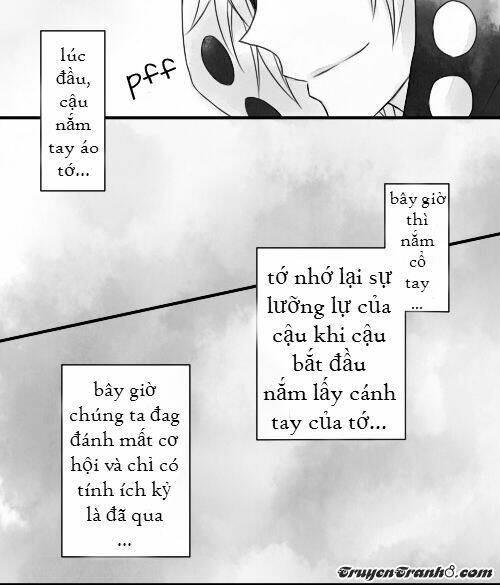 pff
lúc
đầu,
cậu
nắm
tay áo
tớ...
bây giờ
thì
nắm
cổ
tay
...
tớ nhớ lại sự
lưỡng lự của
cậu khi cậu
bắt đầu
nắm lấy cánh
tay của tớ...
bây giờ
chúng ta đag
đánh mất cơ
hội và chỉ có
tính ích kỷ
là đã qua
...
TruyenTranh8.com